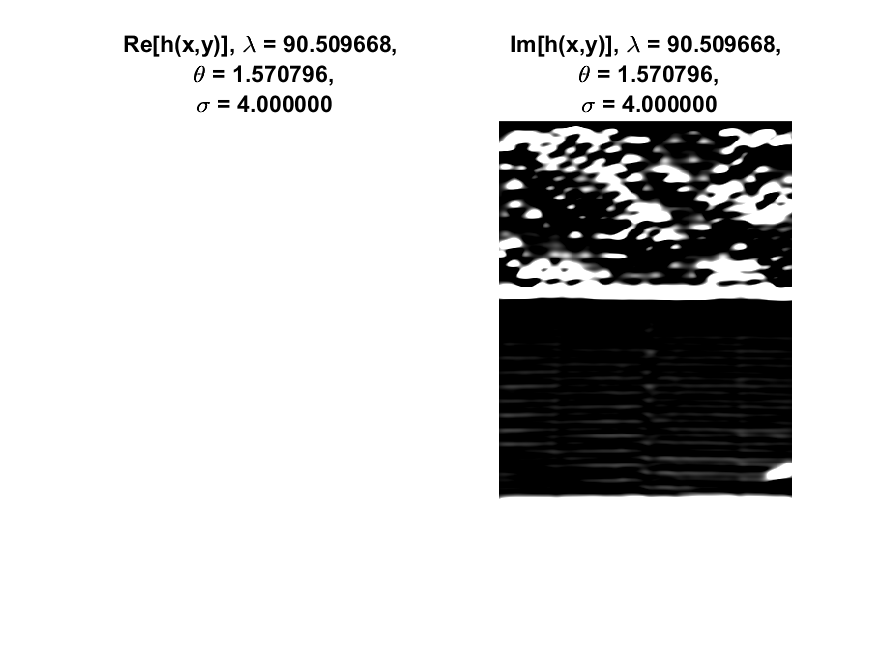 Re[h(x,y)], λ = 90.509668,
θ = 1.570796,
σ = 4.000000
Im[h(x,y)], λ = 90.509668,
θ = 1.570796,
σ = 4.000000